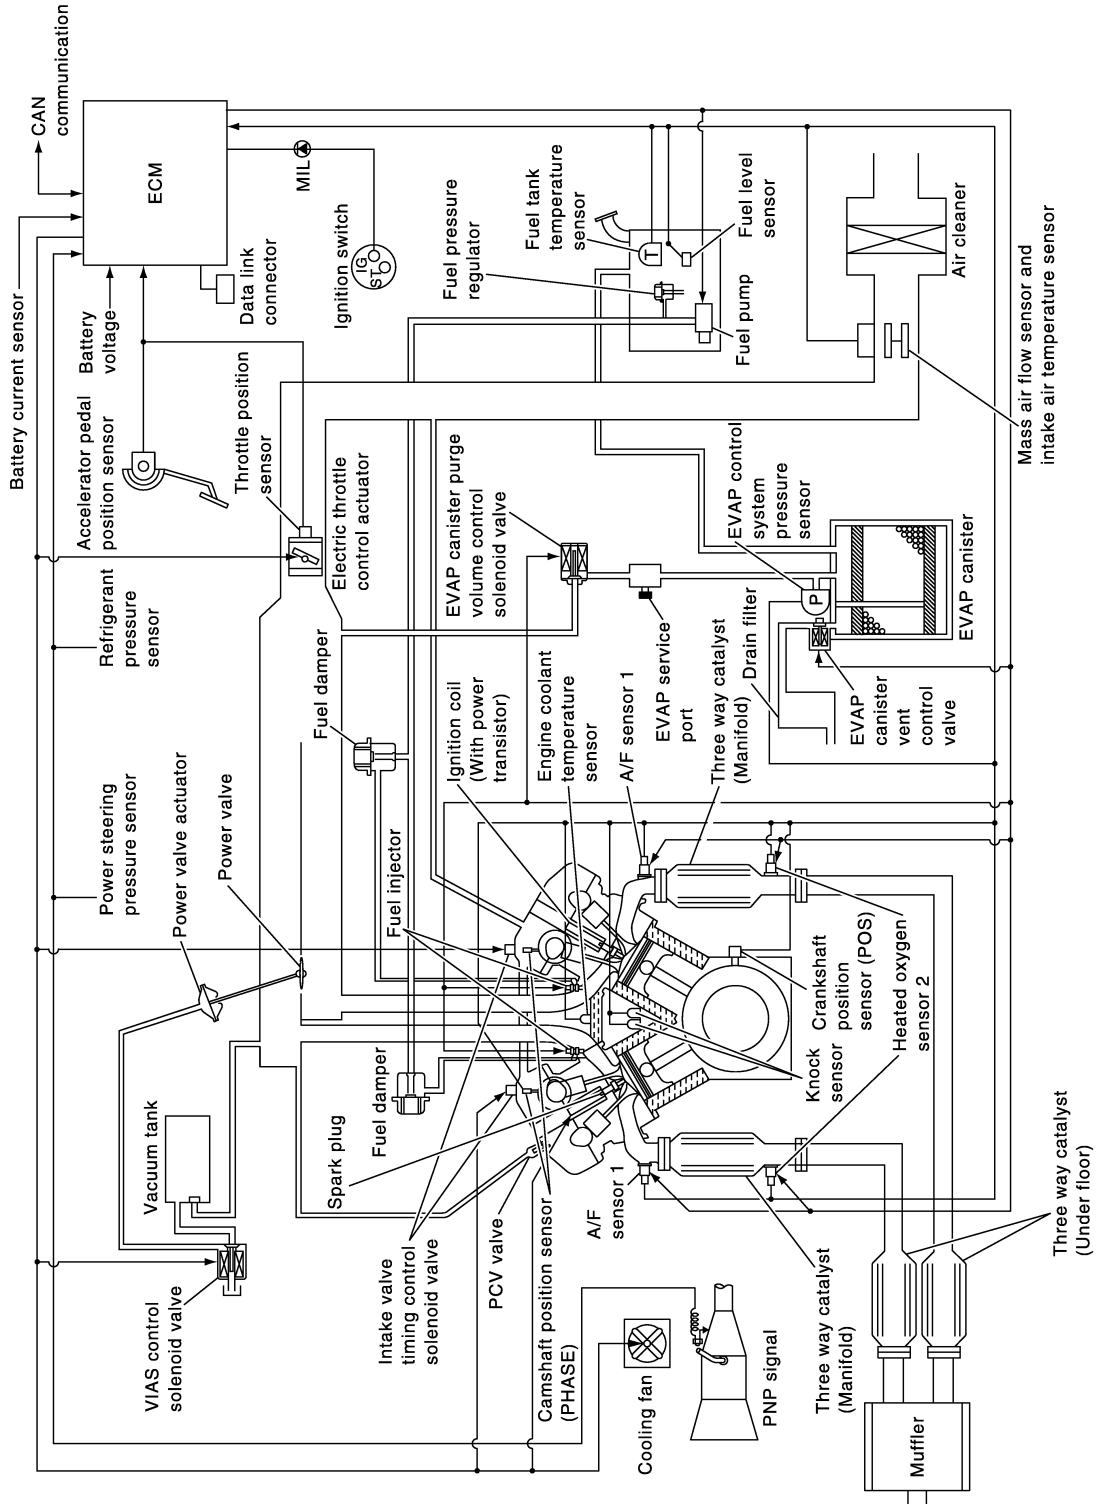 CAN
communication
Battery current sensor
ECM
MIL
Ignition switch
IG
ST
Data link
connector
Battery
voltage
Accelerator pedal
position sensor
Throttle position
sensor
Electric throttle
control actuator
Refrigerant
pressure
sensor
Power steering
pressure sensor
Power valve actuator
Power valve
Vacuum tank
VIAS control
solenoid valve
Fuel pressure
regulator
Fuel tank
temperature
sensor
T
Fuel level
sensor
Fuel pump
Air cleaner
Mass air flow sensor and
intake air temperature sensor
EVAP canister purge
volume control
solenoid valve
EVAP control
system
pressure
sensor
P
EVAP canister
Drain filter
EVAP
canister
vent
control
valve
EVAP service
port
Fuel damper
Ignition coil
(With power
transistor)
Engine coolant
temperature
sensor
A/F sensor 1
Three way catalyst
(Manifold)
Fuel injector
Fuel damper
Spark plug
PCV valve
Intake valve
timing control
solenoid valve
Camshaft position sensor
(PHASE)
A/F
sensor 1
Knock
sensor
Crankshaft
position
sensor (POS)
Heated oxygen
sensor 2
Three way catalyst
(Under floor)
Three way catalyst
(Manifold)
Cooling fan
PNP signal
Muffler